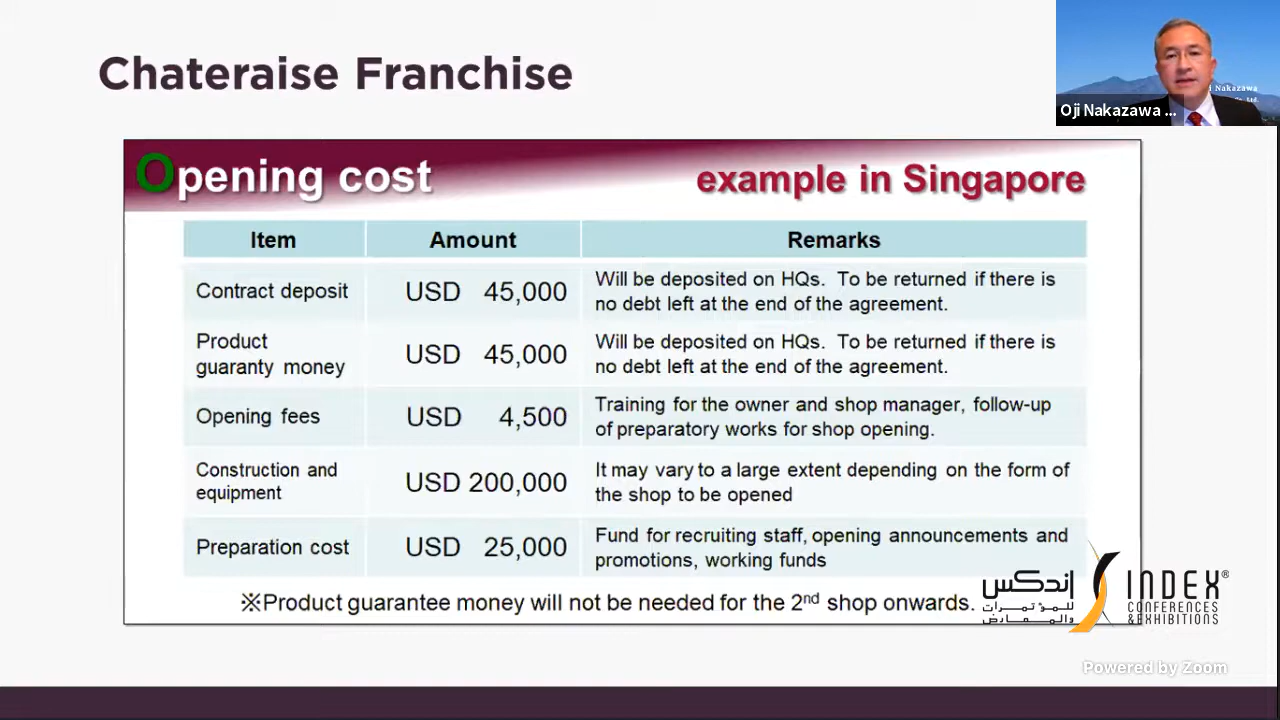 Chateraise Franchise
Oji Nakazawa ...
Nakazawa
Opening cost
example in Singapore
Item Amount Remarks
Contract deposit USD 45,000 Will be deposited on HQs. To be returned if there is
no debt left at the end of the agreement.
Product
guaranty money USD 45,000 Will be deposited on HQs. To be returned if there is
no debt left at the end of the agreement.
Opening fees USD 4,500 Training for the owner and shop manager, follow-up
of preparatory works for shop opening.
Construction and
equipment USD 200,000 It may vary to a large extent depending on the form of
the shop to be opened
Preparation cost USD 25,000 Fund for recruiting staff, opening announcements and
promotions, working funds
※Product guarantee money will not be needed for the 2nd shop onwards.
إندكس
للمؤتمرات
والمعارض
INDEX®
CONFERENCES
& EXHIBITIONS
Powered by Zoom